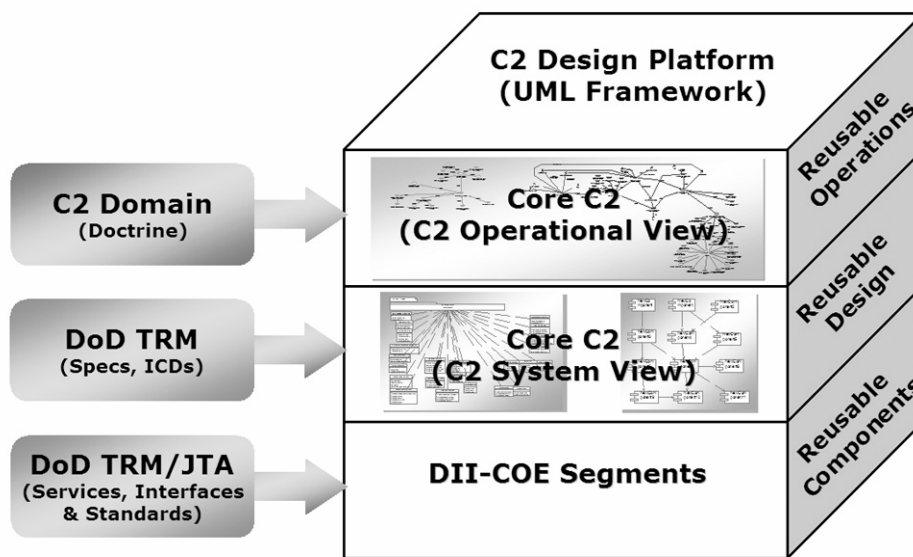 C2 Design Platform
(UML Framework)
Reusable
Operations
C2 Domain
(Doctrine)
Core C2
(C2 Operational View)
Reusable
Design
DoD TRM
(Specs, ICDs)
Core C2
(C2 System View)
Reusable
Components
DoD TRM/JTA
(Services, Interfaces
& Standards)
DII-COE Segments